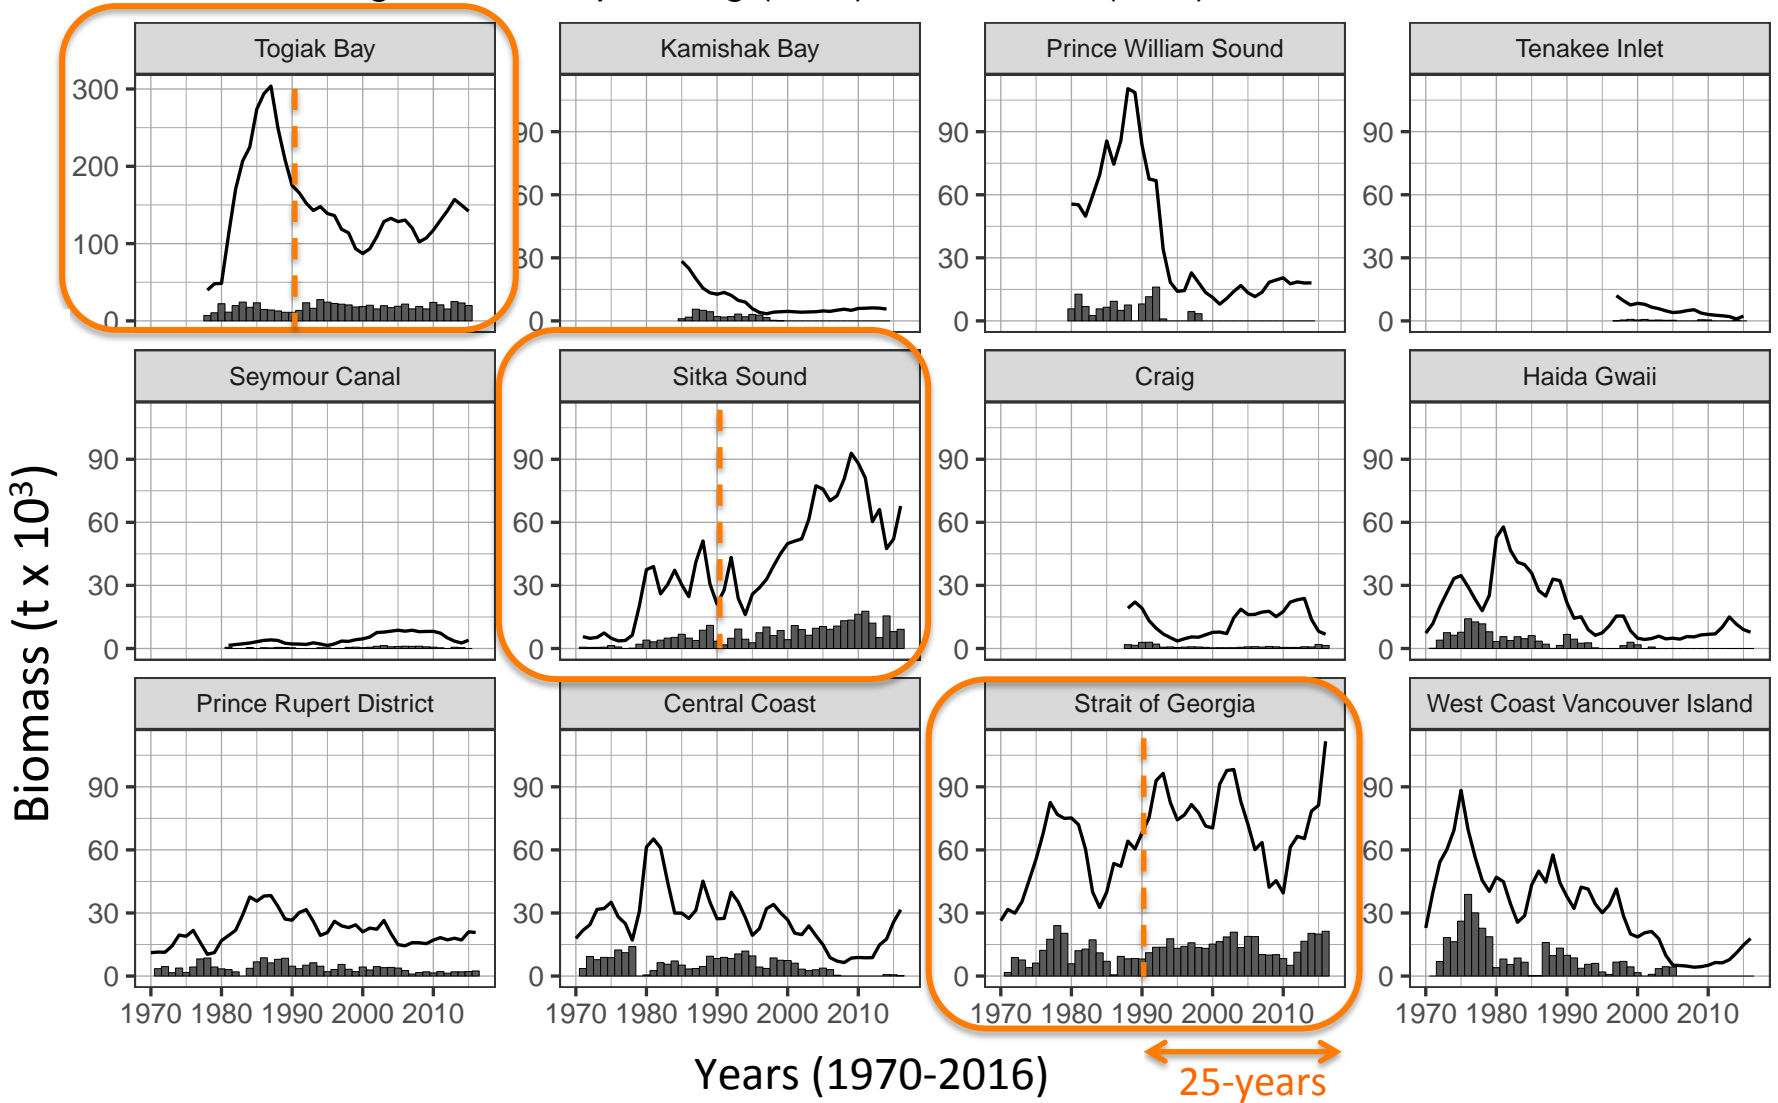 Togiak Bay
Kamishak Bay
Prince William Sound
Tenakee Inlet
300
200
100
0
90
60
30
0
90
60
30
0
90
60
30
0
Seymour Canal
Sitka Sound
Craig
Haida Gwaii
90
60
30
0
90
60
30
0
90
60
30
0
90
60
30
0
Prince Rupert District
Central Coast
Strait of Georgia
West Coast Vancouver Island
90
60
30
0
90
60
30
0
90
60
30
0
90
60
30
0
1970 1980 1990 2000 2010
1970 1980 1990 2000 2010
1970 1980 1990 2000 2010
1970 1980 1990 2000 2010
Biomass (t x 10³)
Years (1970-2016)
25-years